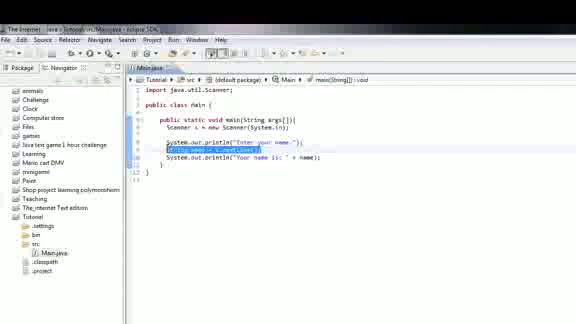 The Internet - Java - Tutorial/src/Main.java - Eclipse SDK
File Edit Source Refactor Navigate Search Project Run Window Help
Package Navigator
animals
Challenge
Clock
Computer store
Files
games
Java text game 1 hour challenge
Learning
Mario cart DMV
minigame
Point
Shop project learning polymorphism
Teaching
The_internet Text edition
Tutorial
.settings
bin
src
Main.java
.classpath
.project
Main.java
Tutorial src (default package) Main main(String[]) : void
import java.util.Scanner;
public class Main {
public static void main(String args[]){
Scanner s = new Scanner(System.in);
System.out.println("Enter your name.");
String name = s.nextLine();
System.out.println("Your name is: " + name);
}
}